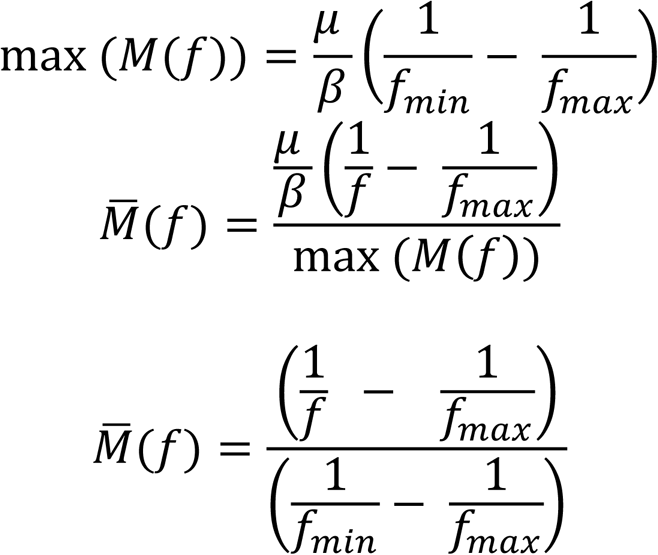 max (M(f)) = μ/β (1/f_min − 1/f_max)
M̄(f) = μ/β (1/f − 1/f_max) / max (M(f))
M̄(f) = (1/f − 1/f_max) / (1/f_min − 1/f_max)